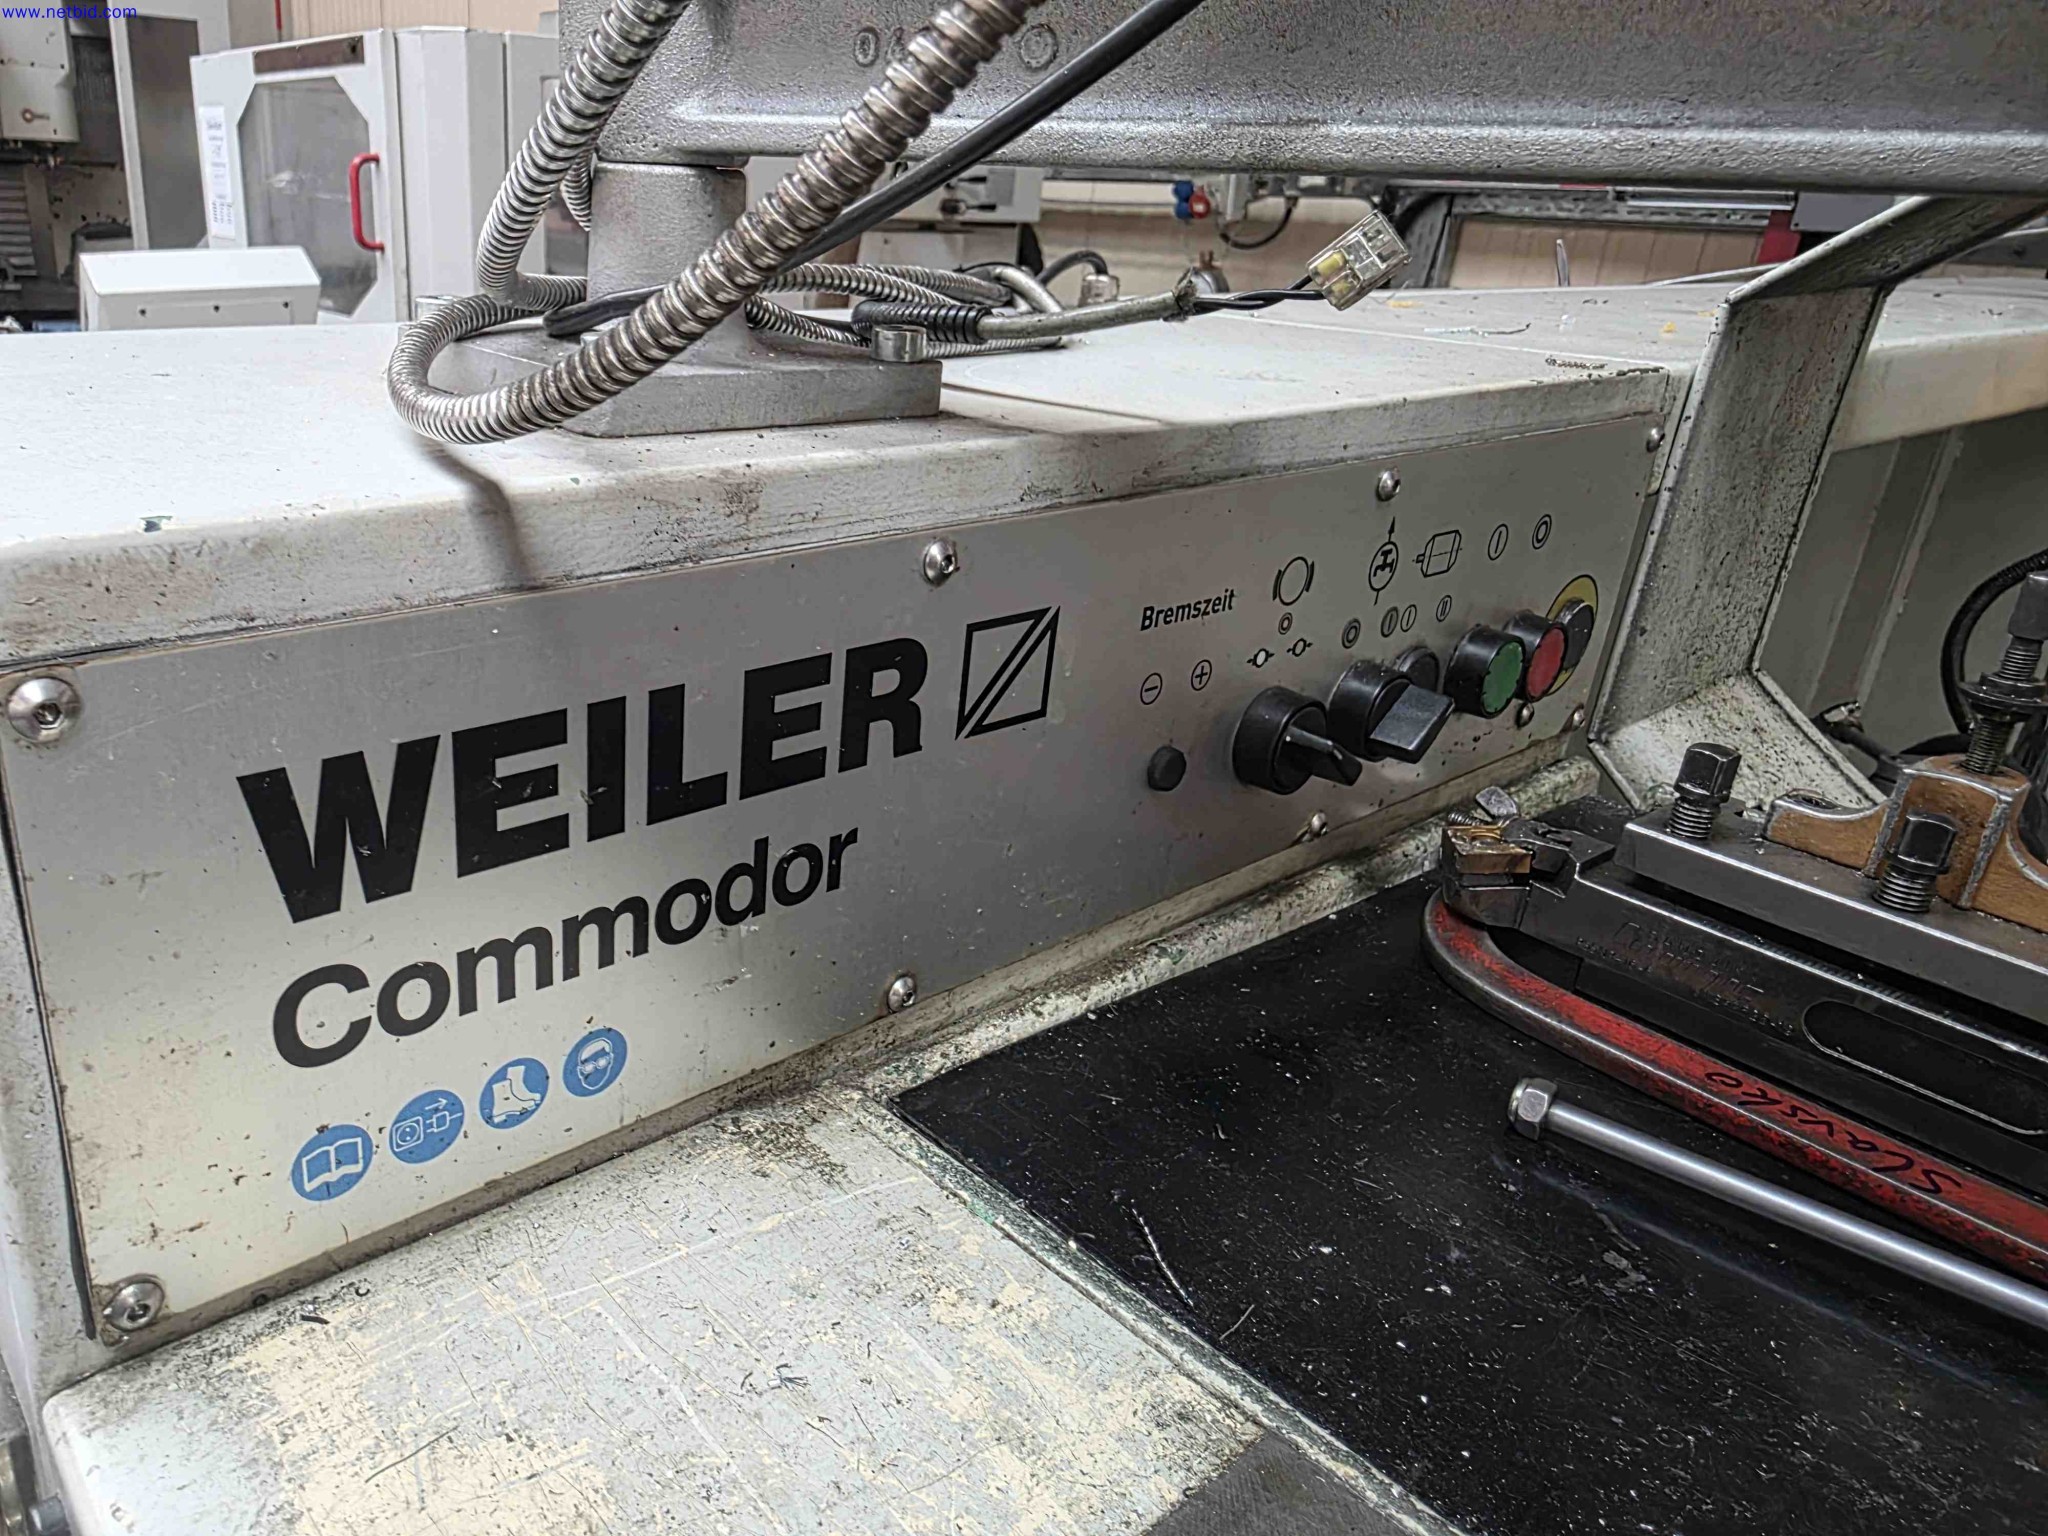 www.netbid.com
WEILER
Commodor
Bremszeit
Slavsko